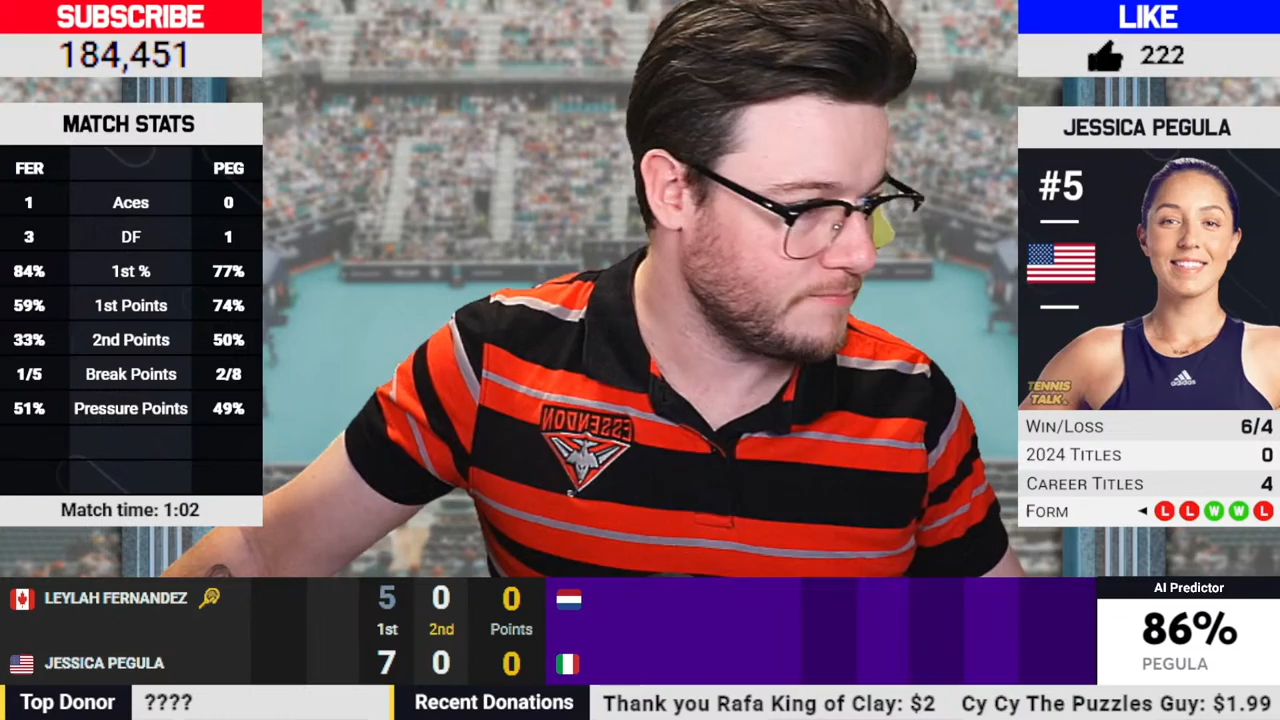 SUBSCRIBE
184,451
MATCH STATS
FER PEG
1 Aces 0
3 DF 1
84% 1st % 77%
59% 1st Points 74%
33% 2nd Points 50%
1/5 Break Points 2/8
51% Pressure Points 49%
Match time: 1:02
ESSENDON
LIKE
222
JESSICA PEGULA
#5
adidas
TENNIS
TALK.
WIN/LOSS 6/4
2024 TITLES 0
CAREER TITLES 4
FORM L L W W L
LEYLAH FERNANDEZ 5 0 0
1st 2nd Points
JESSICA PEGULA 7 0 0
AI Predictor
86%
PEGULA
Top Donor ???? Recent Donations Thank you Rafa King of Clay: $2 Cy Cy The Puzzles Guy: $1.99